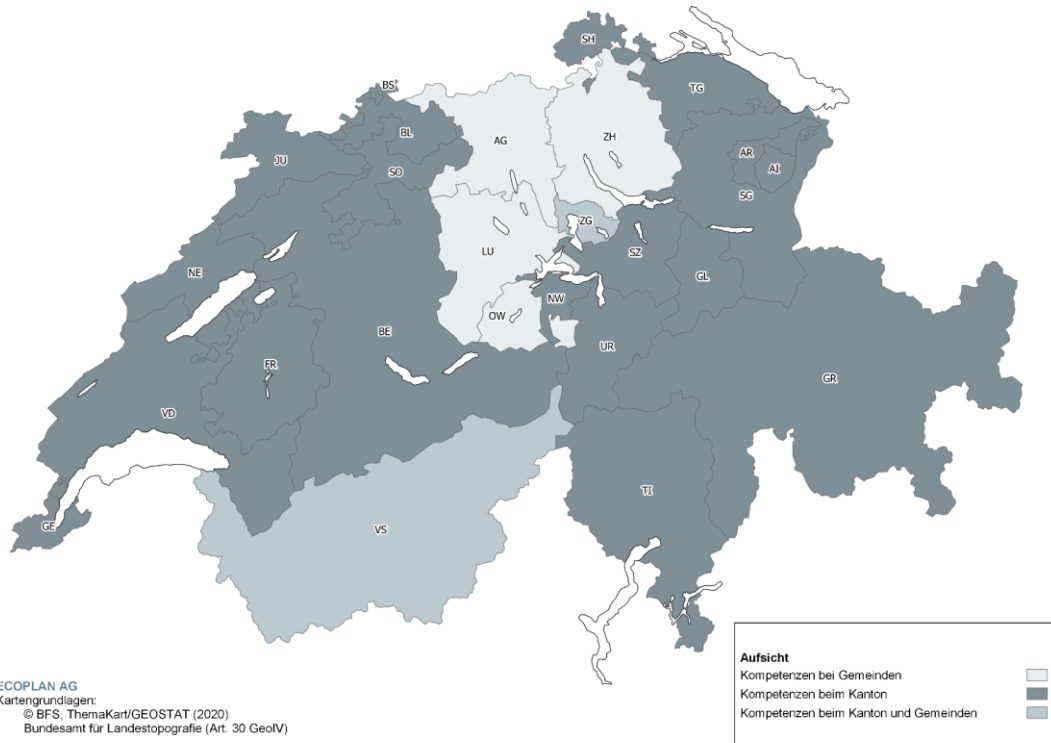 SH
BS
TG
BL
AG
ZH
AR
JU
AI
SO
SG
ZG
LU
SZ
NE
GL
NW
OW
BE
UR
FR
GR
VD
TI
GE
VS
ECOPLAN AG
Kartengrundlagen:
© BFS, ThemaKart/GEOSTAT (2020)
Bundesamt für Landestopografie (Art. 30 GeoIV)
Aufsicht
Kompetenzen bei Gemeinden
Kompetenzen beim Kanton
Kompetenzen beim Kanton und Gemeinden